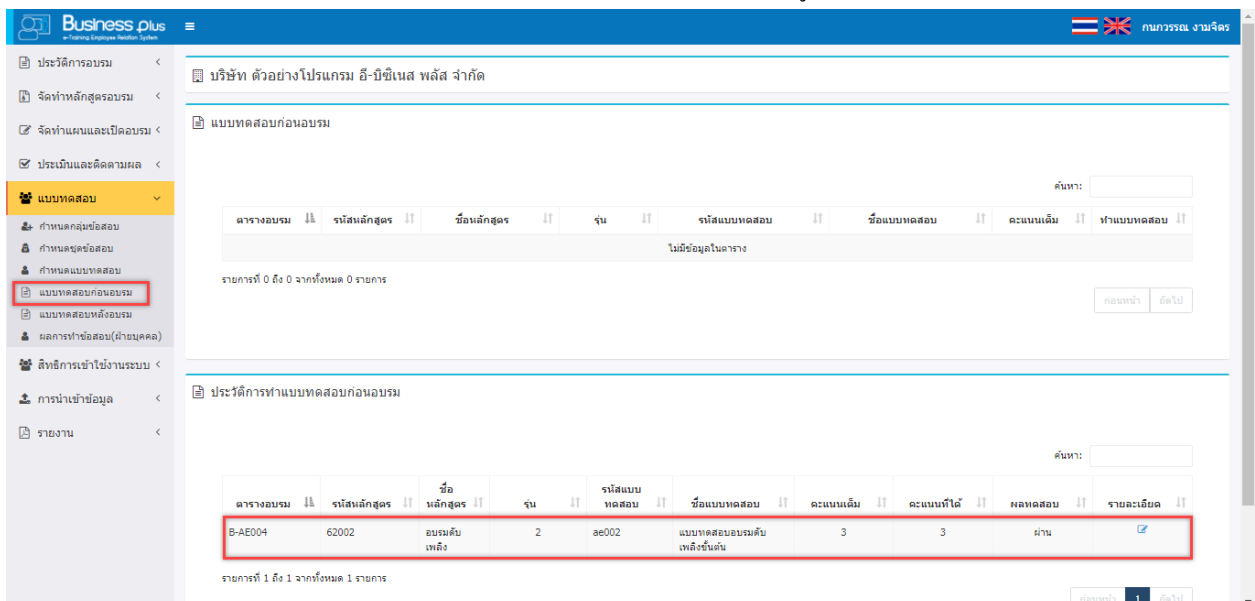 Business plus
e-Training Employee Relation System
กนกวรรณ งามจิตร
ประวัติการอบรม
จัดทำหลักสูตรอบรม
จัดทำแผนและเปิดอบรม
ประเมินและติดตามผล
แบบทดสอบ
กำหนดกลุ่มข้อสอบ
กำหนดชุดข้อสอบ
กำหนดแบบทดสอบ
แบบทดสอบก่อนอบรม
แบบทดสอบหลังอบรม
ผลการทำข้อสอบ(ฝ่ายบุคคล)
สิทธิการเข้าใช้งานระบบ
การนำเข้าข้อมูล
รายงาน
บริษัท ตัวอย่างโปรแกรม อี-บิซิเนส พลัส จำกัด
แบบทดสอบก่อนอบรม
ค้นหา:
ตารางอบรม รหัสหลักสูตร ชื่อหลักสูตร รุ่น รหัสแบบทดสอบ ชื่อแบบทดสอบ คะแนนเต็ม ทำแบบทดสอบ
ไม่มีข้อมูลในตาราง
รายการที่ 0 ถึง 0 จากทั้งหมด 0 รายการ
ก่อนหน้า ถัดไป
ประวัติการทำแบบทดสอบก่อนอบรม
ค้นหา:
ชื่อ รหัสแบบ
ตารางอบรม รหัสหลักสูตร หลักสูตร รุ่น ทดสอบ ชื่อแบบทดสอบ คะแนนเต็ม คะแนนที่ได้ ผลทดสอบ รายละเอียด
B-AE004 62002 อบรมดับ 2 ae002 แบบทดสอบอบรมดับ 3 3 ผ่าน
เพลิง เพลิงขั้นต้น
รายการที่ 1 ถึง 1 จากทั้งหมด 1 รายการ
ก่อนหน้า 1 ถัดไป